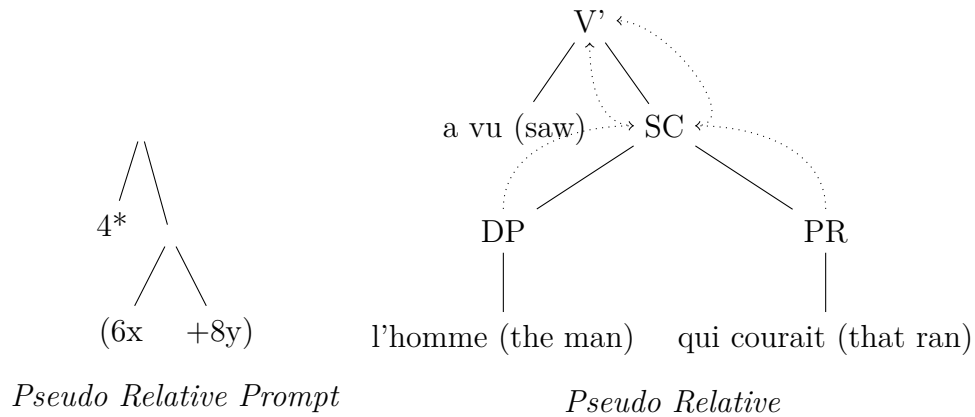 V'
a vu (saw) SC
4* DP PR
(6x +8y) l'homme (the man) qui courait (that ran)
Pseudo Relative Prompt Pseudo Relative